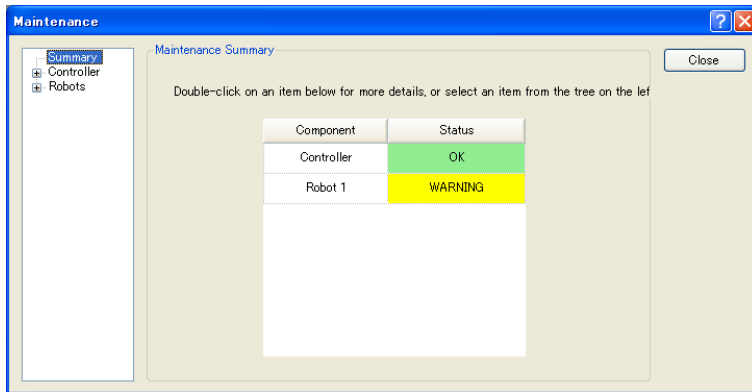 Maintenance
Summary
Controller
Robots
Maintenance Summary
Close
Double-click on an item below for more details, or select an item from the tree on the lef
Component Status
Controller OK
Robot 1 WARNING